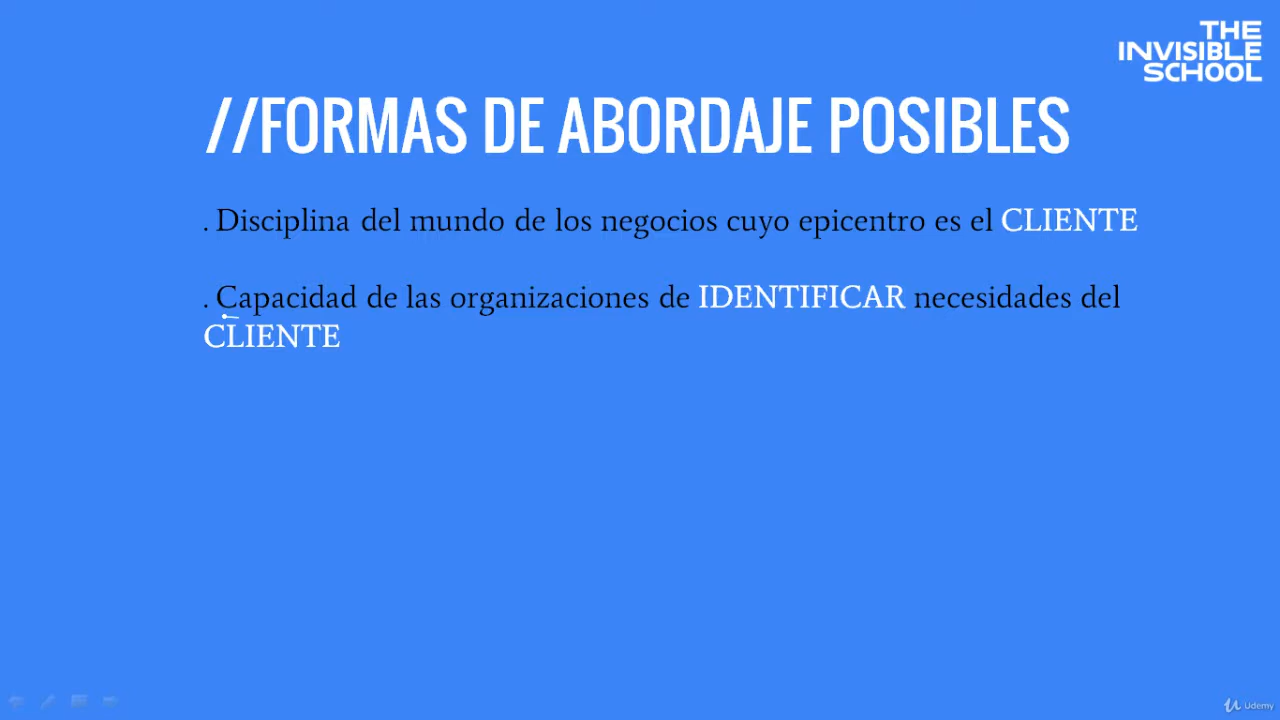 THE
INVISIBLE
SCHOOL
//FORMAS DE ABORDAJE POSIBLES
. Disciplina del mundo de los negocios cuyo epicentro es el CLIENTE
. Capacidad de las organizaciones de IDENTIFICAR necesidades del
CLIENTE
Udemy